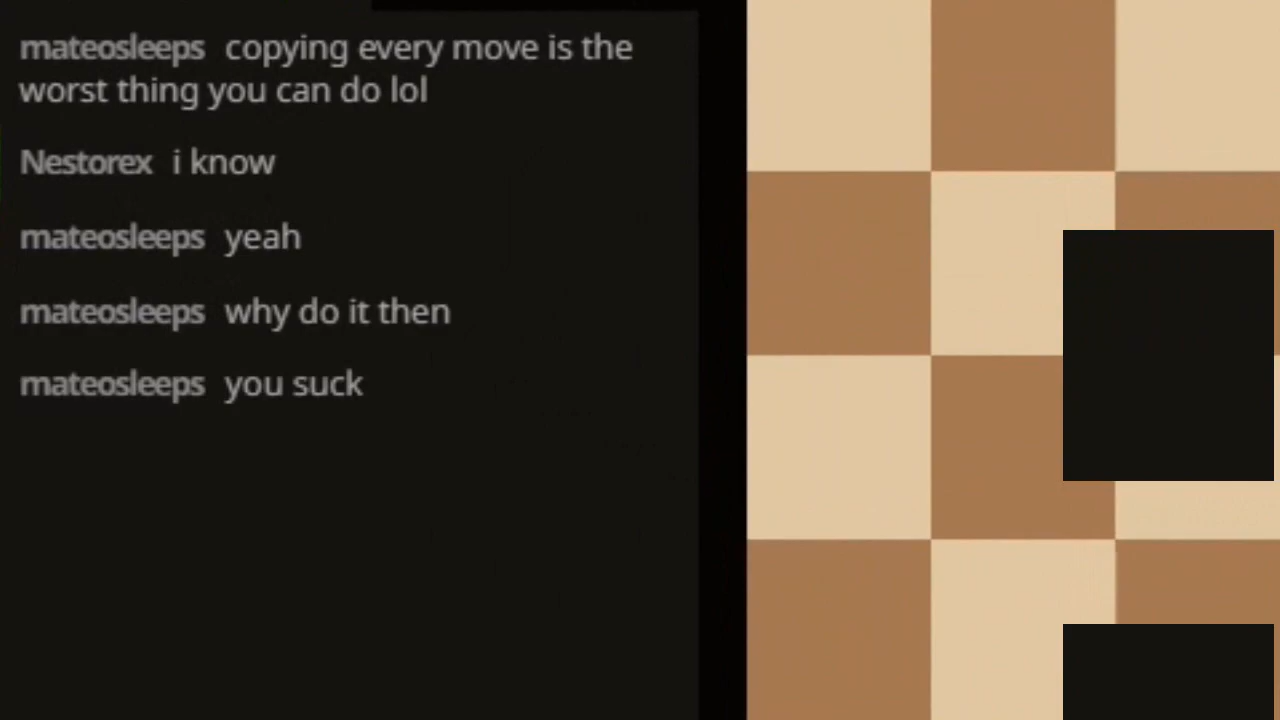 mateosleeps copying every move is the
worst thing you can do lol
Nestorex i know
mateosleeps yeah
mateosleeps why do it then
mateosleeps you suck